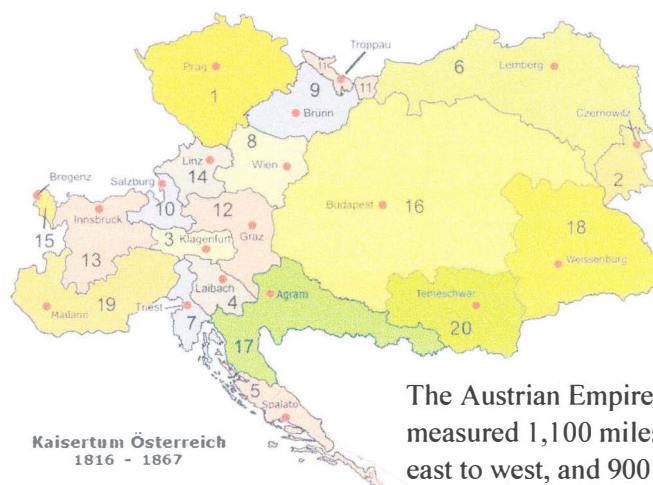 Troppau
11
6
Lemberg
Prag
1
9
11
Brünn
Czernowitz
8
Linz
Wien
14
Bregenz
Salzburg
2
Innsbruck
10
12
Budapest
16
18
15
3
Klagenfurt
Graz
13
Weissenburg
19
Laibach
4
Agram
Temeschwar
Mailand
Triest
7
20
17
5
Spalato
Kaisertum Österreich
1816 - 1867
The Austrian Empire
measured 1,100 miles
east to west, and 900